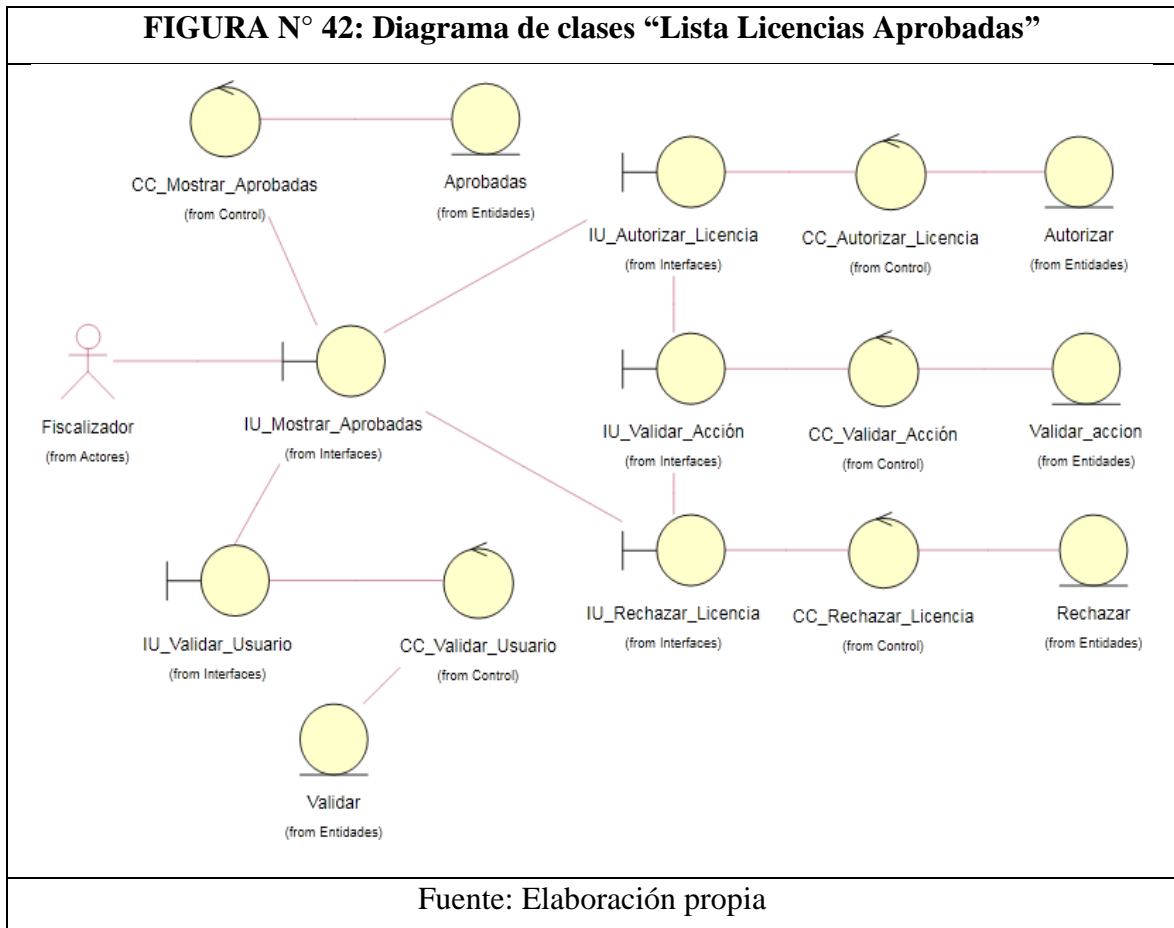 FIGURA N° 42: Diagrama de clases “Lista Licencias Aprobadas”
CC_Mostrar_Aprobadas
(from Control)
Aprobadas
(from Entidades)
IU_Autorizar_Licencia
(from Interfaces)
CC_Autorizar_Licencia
(from Control)
Autorizar
(from Entidades)
Fiscalizador
(from Actores)
IU_Mostrar_Aprobadas
(from Interfaces)
IU_Validar_Acción
(from Interfaces)
CC_Validar_Acción
(from Control)
Validar_accion
(from Entidades)
IU_Validar_Usuario
(from Interfaces)
CC_Validar_Usuario
(from Control)
IU_Rechazar_Licencia
(from Interfaces)
CC_Rechazar_Licencia
(from Control)
Rechazar
(from Entidades)
Validar
(from Entidades)
Fuente: Elaboración propia